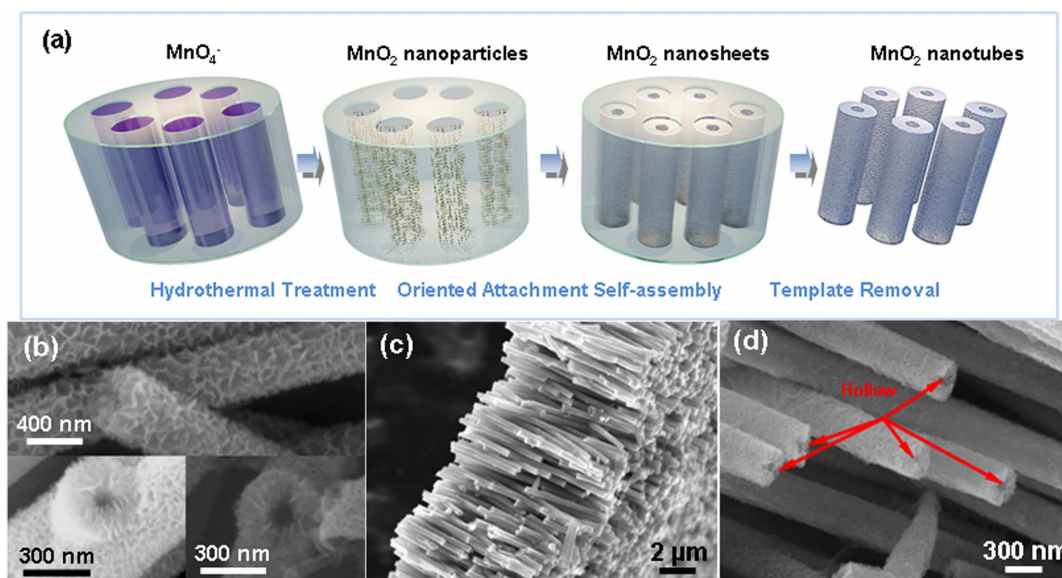 (a)
MnO₄⁻
MnO₂ nanoparticles
MnO₂ nanosheets
MnO₂ nanotubes
Hydrothermal Treatment
Oriented Attachment Self-assembly
Template Removal
(b)
400 nm
300 nm
300 nm
(c)
2 μm
(d)
Hollow
300 nm